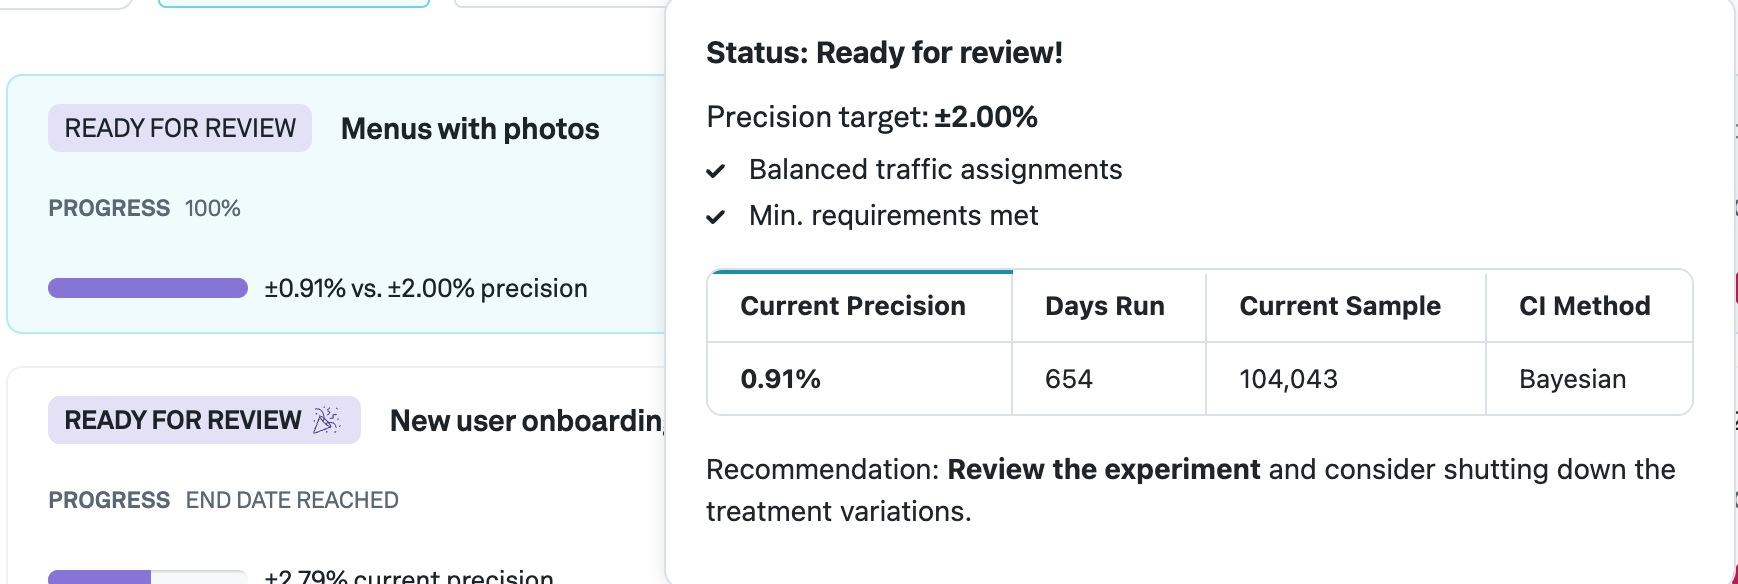 READY FOR REVIEW Menus with photos
PROGRESS 100%
±0.91% vs. ±2.00% precision
READY FOR REVIEW New user onboarding
PROGRESS END DATE REACHED
±2.79% current precision
Status: Ready for review!
Precision target: ±2.00%
Balanced traffic assignments
Min. requirements met
Current Precision Days Run Current Sample CI Method
0.91% 654 104,043 Bayesian
Recommendation: Review the experiment and consider shutting down the
treatment variations.